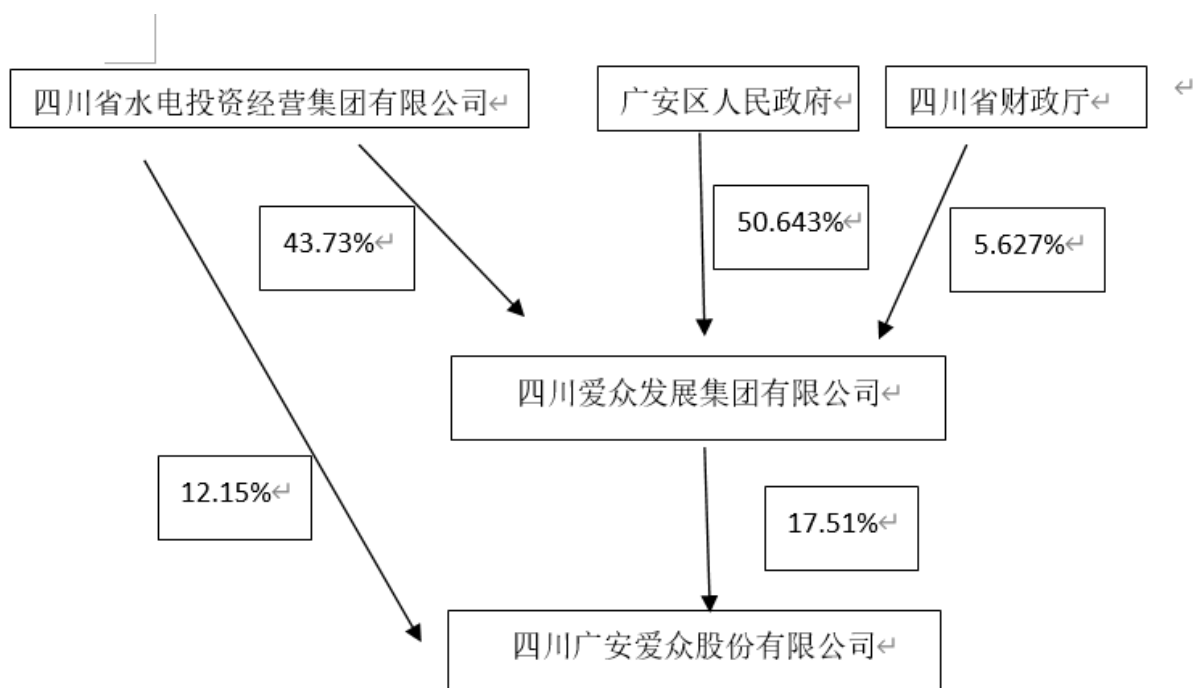 四川省水电投资经营集团有限公司
广安区人民政府
四川省财政厅
43.73%
50.643%
5.627%
四川爱众发展集团有限公司
12.15%
17.51%
四川广安爱众股份有限公司